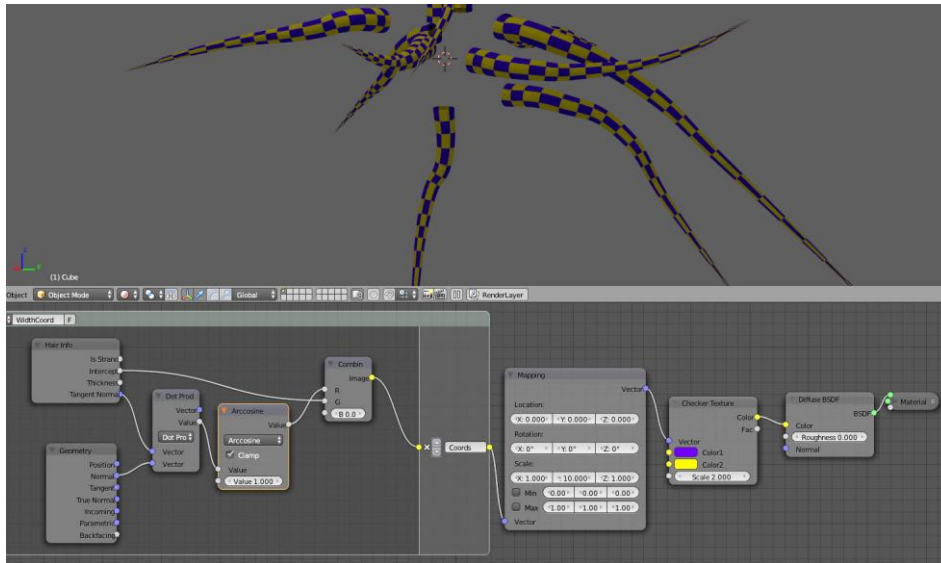 (1) Cube
Object Object Mode Global RenderLayer
WidthCoord F
Hair Info
Is Strand
Intercept
Thickness
Tangent Normal
Geometry
Position
Normal
Tangent
True Normal
Incoming
Parametric
Backfacing
Dot Prod
Vector
Value
Dot Pro
Vector
Vector
Arccosine
Value
Arccosine
Clamp
Value
Value 1.000
Combin
Image
R
G
B 0.0
Coords
Mapping
Vector
Location:
X: 0.000 Y: 0.000 Z: 0.000
Rotation:
X: 0° Y: 0° Z: 0°
Scale:
X: 1.000 Y: 10.000 Z: 1.000
Min 0.00 0.00 0.00
Max 1.00 1.00 1.00
Vector
Checker Texture
Color
Fac
Vector
Color1
Color2
Scale 2.000
Diffuse BSDF
BSDF
Color
Roughness 0.000
Normal
Material